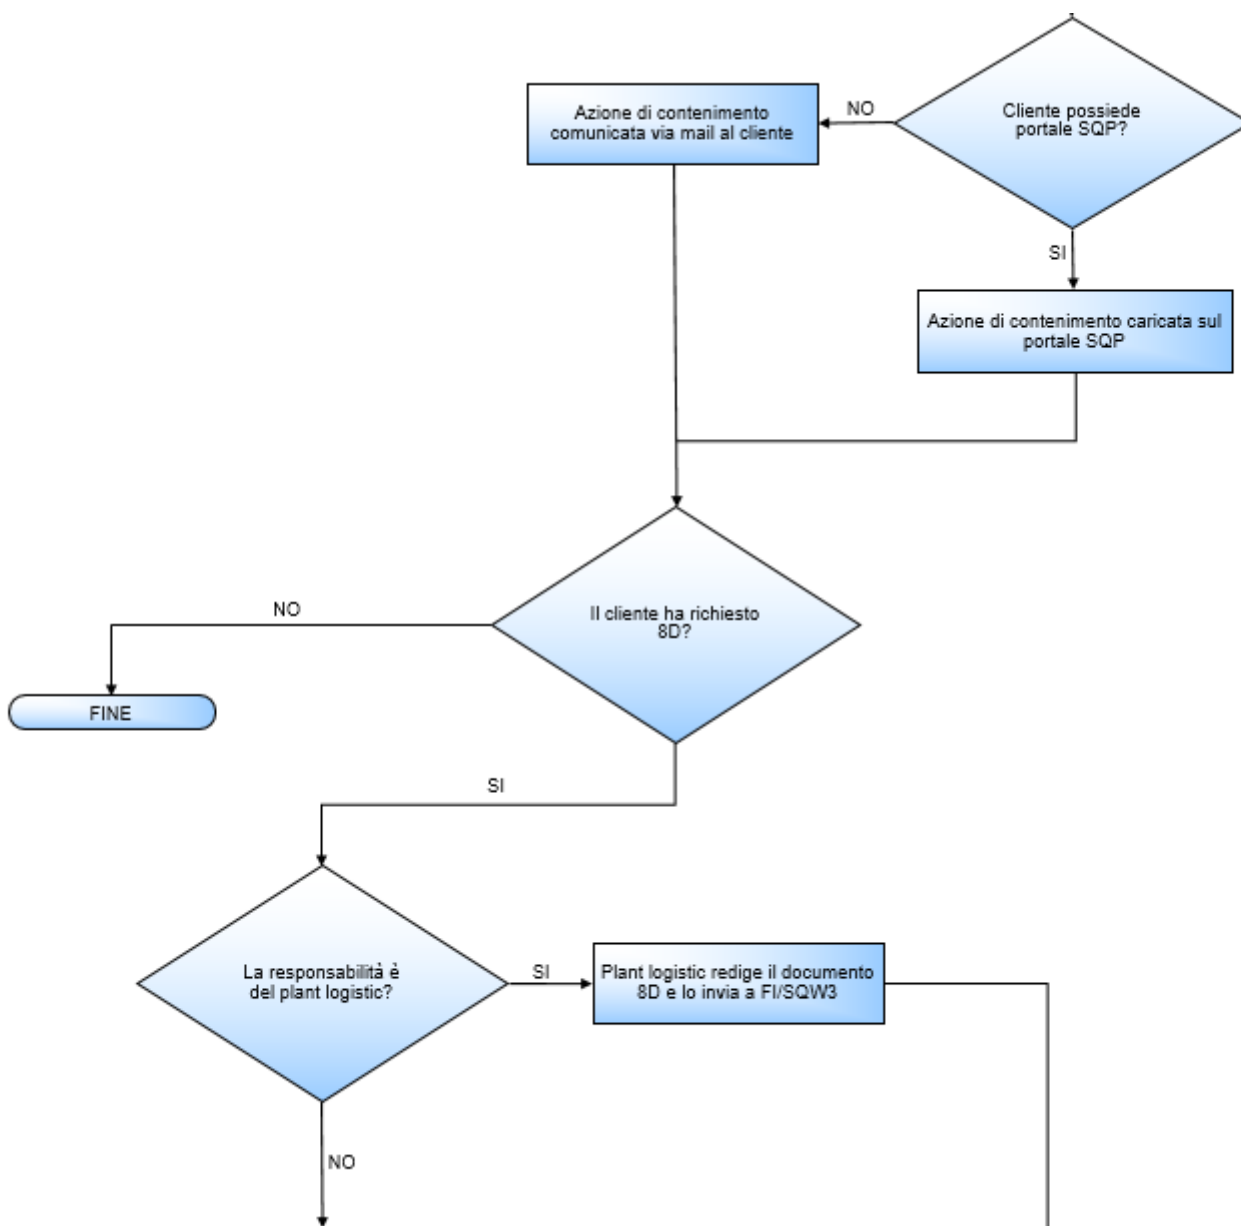 Cliente possiede
portale SQP?
NO
Azione di contenimento
comunicata via mail al cliente
SI
Azione di contenimento caricata sul
portale SQP
Il cliente ha richiesto
8D?
NO
FINE
SI
La responsabilità è
del plant logistic?
SI
Plant logistic redige il documento
8D e lo invia a FI/SQW3
NO